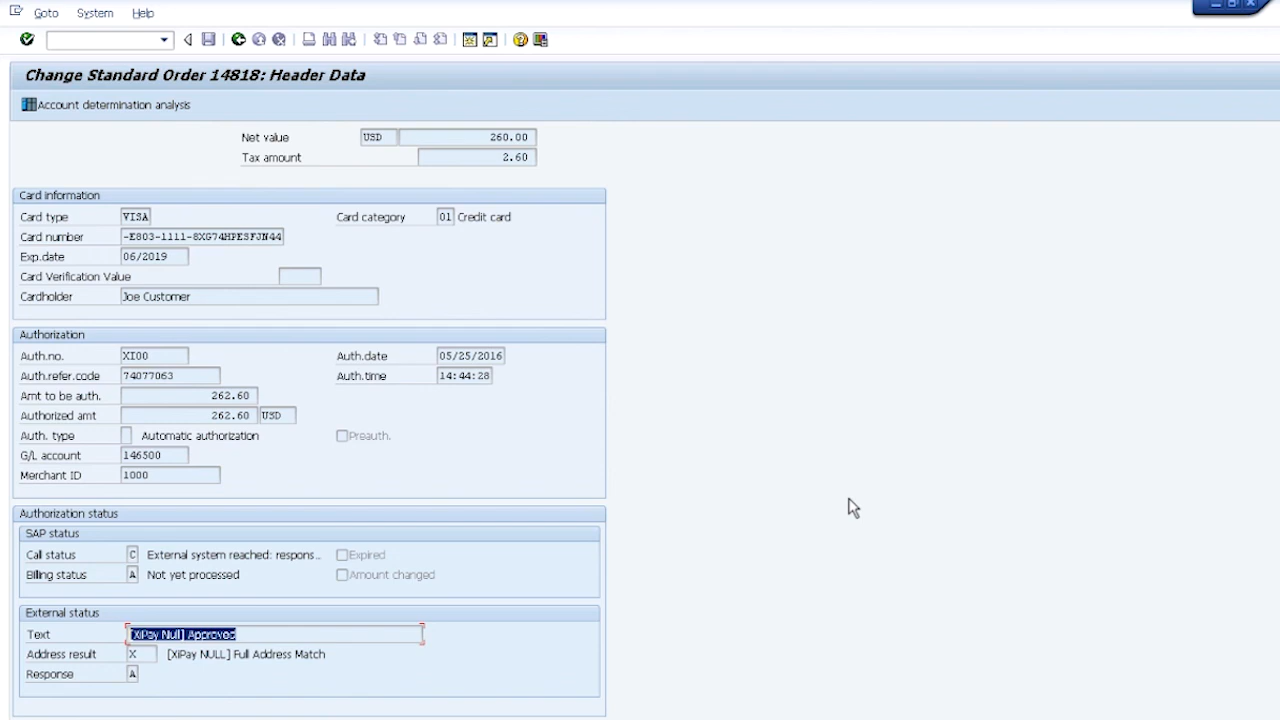 Goto System Help
Change Standard Order 14818: Header Data
Account determination analysis
Net value USD 260.00
Tax amount 2.60
Card information
Card type VISA Card category 01 Credit card
Card number -E803-1111-8XG74HPESFJN44
Exp.date 06/2019
Card Verification Value
Cardholder Joe Customer
Authorization
Auth.no. XI00 Auth.date 05/25/2016
Auth.refer.code 74077063 Auth.time 14:44:28
Amt to be auth. 262.60
Authorized amt 262.60 USD
Auth. type Automatic authorization Preauth.
G/L account 146500
Merchant ID 1000
Authorization status
SAP status
Call status C External system reached: respons... Expired
Billing status A Not yet processed Amount changed
External status
Text [XiPay Null] Approved
Address result X [XiPay NULL] Full Address Match
Response A